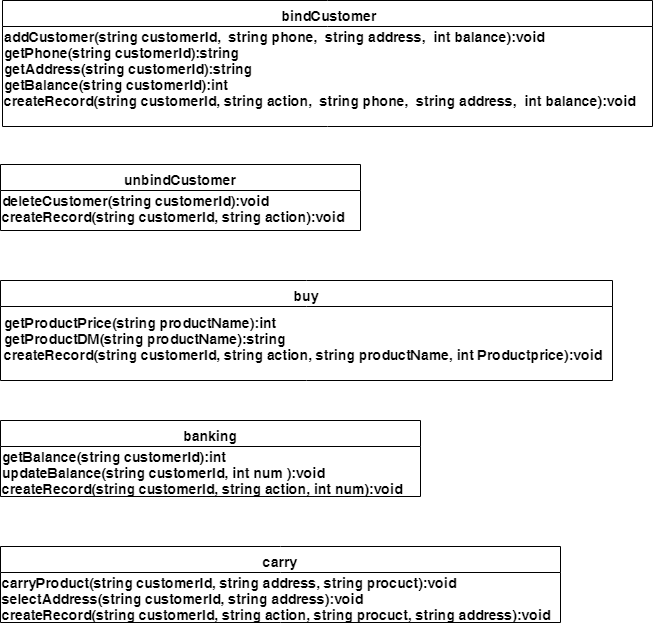 bindCustomer
addCustomer(string customerId, string phone, string address, int balance):void
getPhone(string customerId):string
getAddress(string customerId):string
getBalance(string customerId):int
createRecord(string customerId, string action, string phone, string address, int balance):void
unbindCustomer
deleteCustomer(string customerId):void
createRecord(string customerId, string action):void
buy
getProductPrice(string productName):int
getProductDM(string productName):string
createRecord(string customerId, string action, string productName, int Productprice):void
banking
getBalance(string customerId):int
updateBalance(string customerId, int num ):void
createRecord(string customerId, string action, int num):void
carry
carryProduct(string customerId, string address, string procuct):void
selectAddress(string customerId, string address):void
createRecord(string customerId, string action, string procuct, string address):void